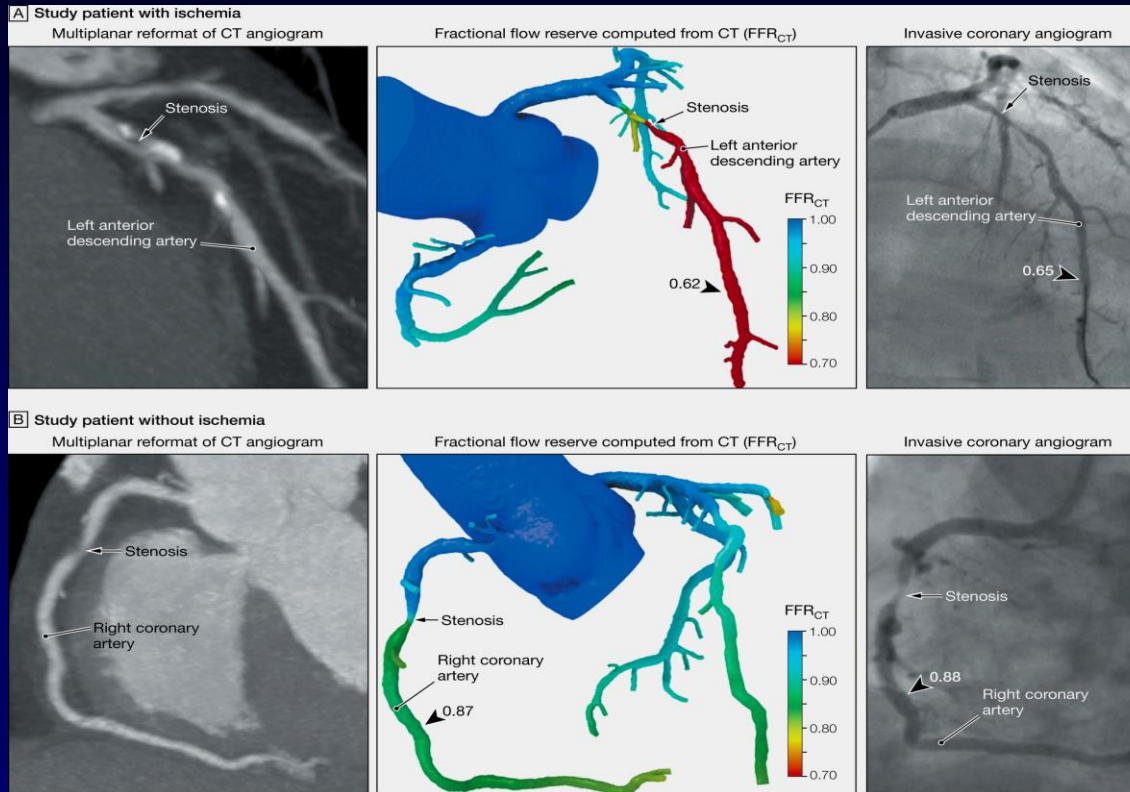 A Study patient with ischemia
Multiplanar reformat of CT angiogram
Stenosis
Left anterior
descending artery
Fractional flow reserve computed from CT (FFRCT)
Stenosis
Left anterior
descending artery
FFRCT
1.00
0.90
0.80
0.70
0.62
Invasive coronary angiogram
Stenosis
Left anterior
descending artery
0.65
B Study patient without ischemia
Multiplanar reformat of CT angiogram
Stenosis
Right coronary
artery
Fractional flow reserve computed from CT (FFRCT)
Stenosis
Right coronary
artery
0.87
FFRCT
1.00
0.90
0.80
0.70
Invasive coronary angiogram
Stenosis
0.88
Right coronary
artery